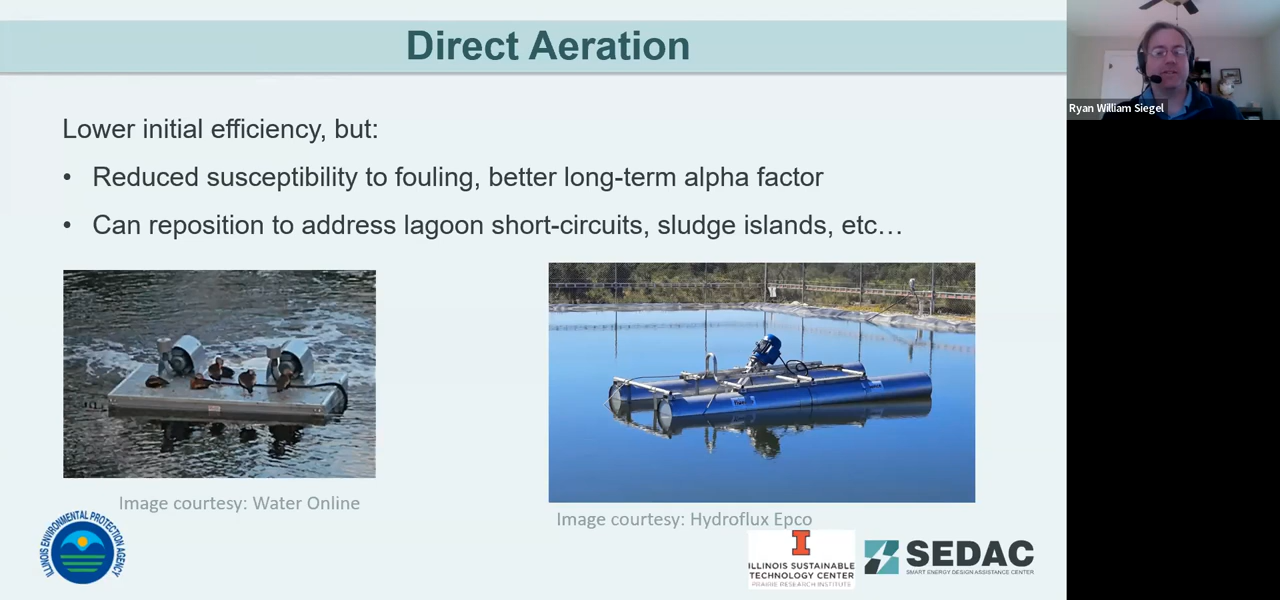 Direct Aeration
Ryan William Siegel
Lower initial efficiency, but:
• Reduced susceptibility to fouling, better long-term alpha factor
• Can reposition to address lagoon short-circuits, sludge islands, etc…
Image courtesy: Water Online
Image courtesy: Hydroflux Epco
ILLINOIS ENVIRONMENTAL PROTECTION AGENCY
I
ILLINOIS SUSTAINABLE
TECHNOLOGY CENTER
PRAIRIE RESEARCH INSTITUTE
SEDAC
SMART ENERGY DESIGN ASSISTANCE CENTER